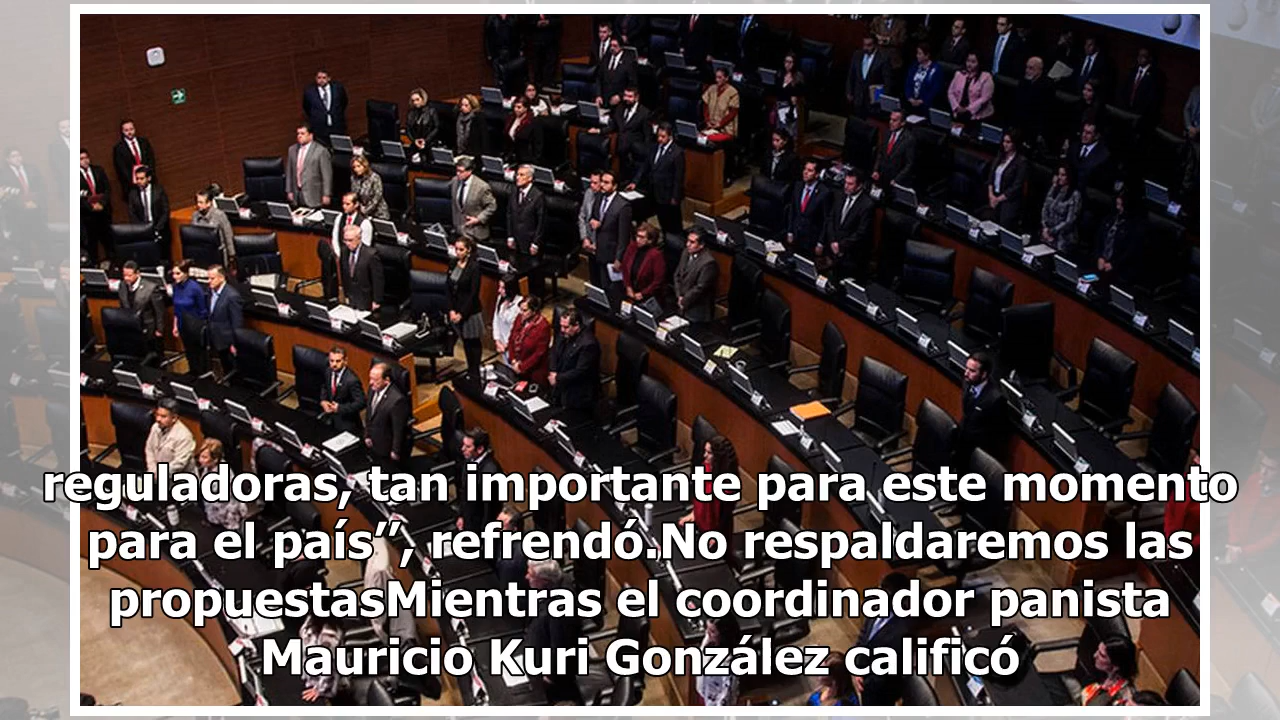 reguladoras, tan importante para este momento
para el país”, refrendó.No respaldaremos las
propuestasMientras el coordinador panista
Mauricio Kuri González calificó